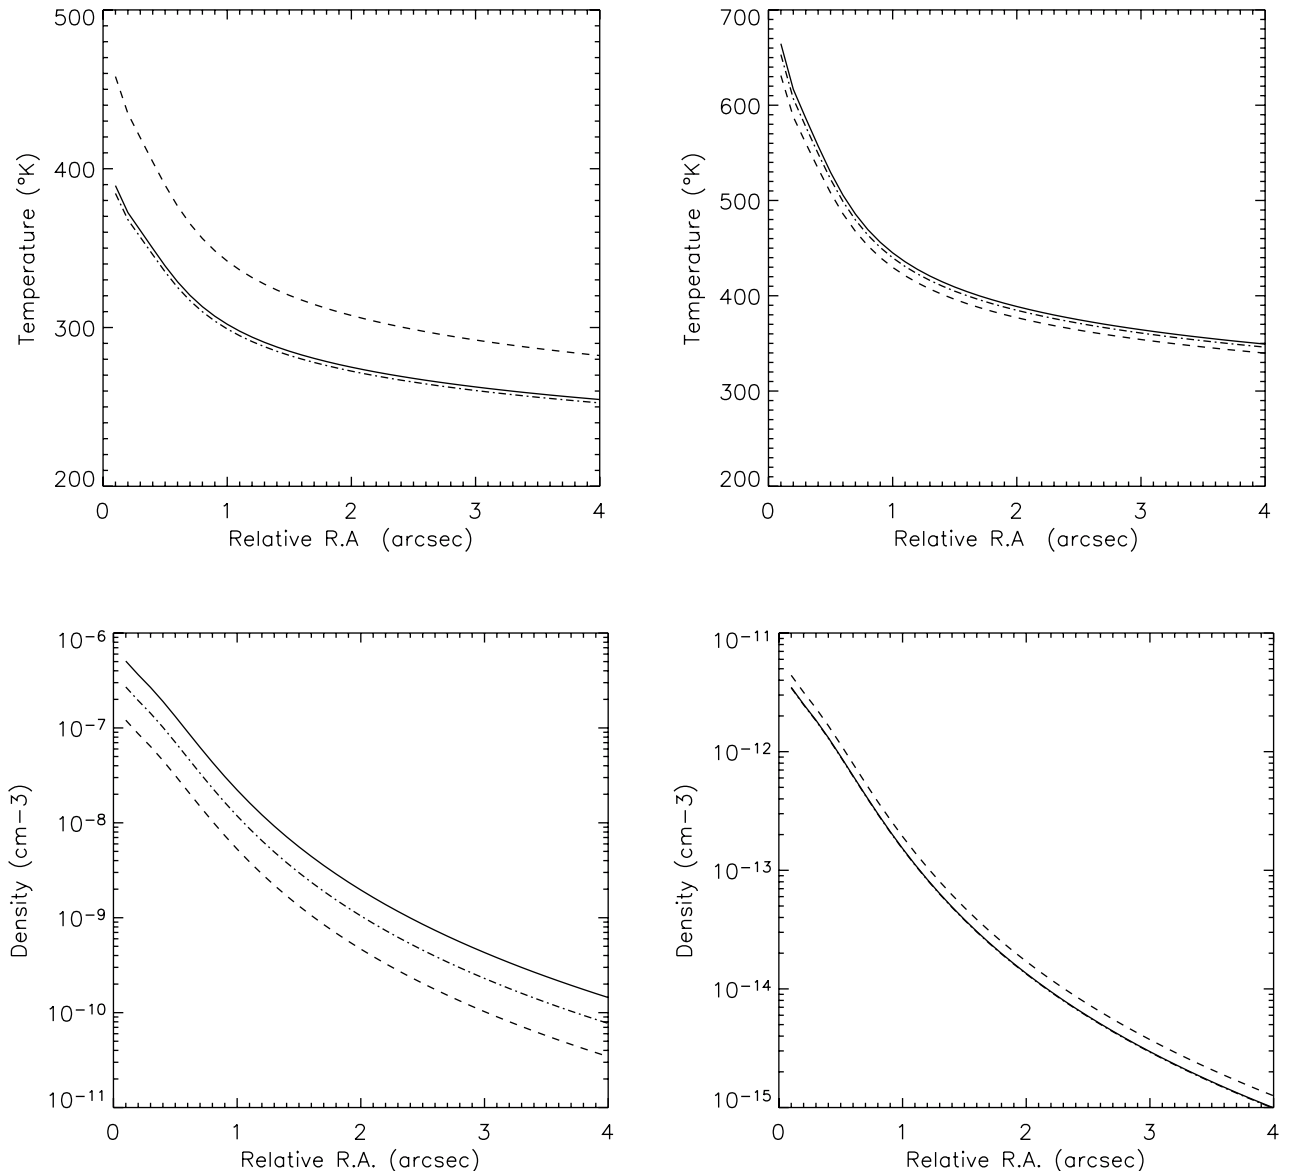 500
400
300
200
Temperature (°K)
0 1 2 3 4
Relative R.A (arcsec)
700
600
500
400
300
200
Temperature (°K)
0 1 2 3 4
Relative R.A (arcsec)
10⁻⁶
10⁻⁷
10⁻⁸
10⁻⁹
10⁻¹⁰
10⁻¹¹
Density (cm−3)
0 1 2 3 4
Relative R.A. (arcsec)
10⁻¹¹
10⁻¹²
10⁻¹³
10⁻¹⁴
10⁻¹⁵
Density (cm−3)
0 1 2 3 4
Relative R.A. (arcsec)